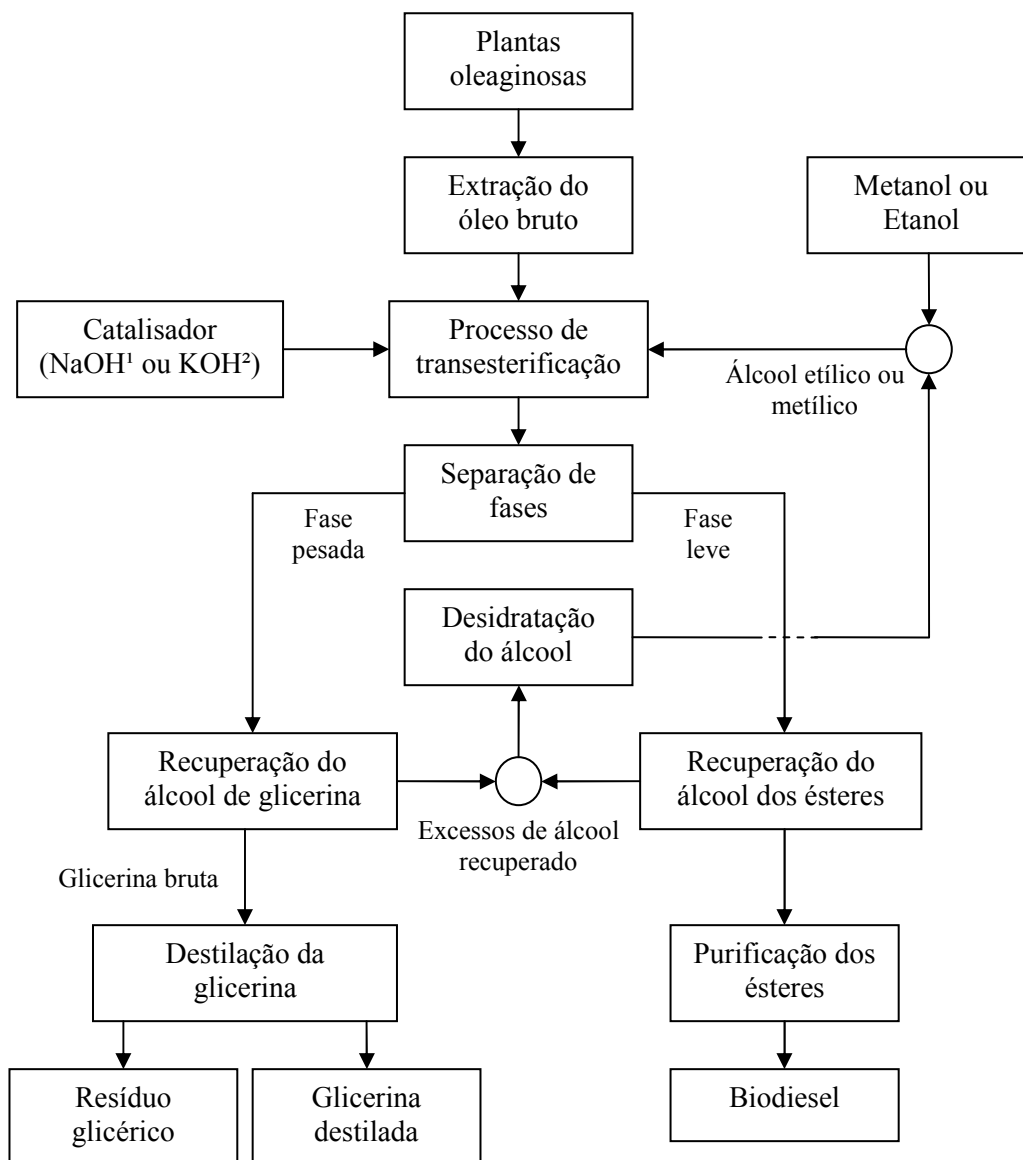 Plantas
oleaginosas
Extração do
óleo bruto
Metanol ou
Etanol
Catalisador
(NaOH¹ ou KOH²)
Processo de
transesterificação
Álcool etílico ou
metílico
Separação de
fases
Fase
pesada
Fase
leve
Desidratação
do álcool
Recuperação do
álcool de glicerina
Recuperação do
álcool dos ésteres
Excessos de álcool
recuperado
Glicerina bruta
Destilação da
glicerina
Purificação dos
ésteres
Resíduo
glicérico
Glicerina
destilada
Biodiesel